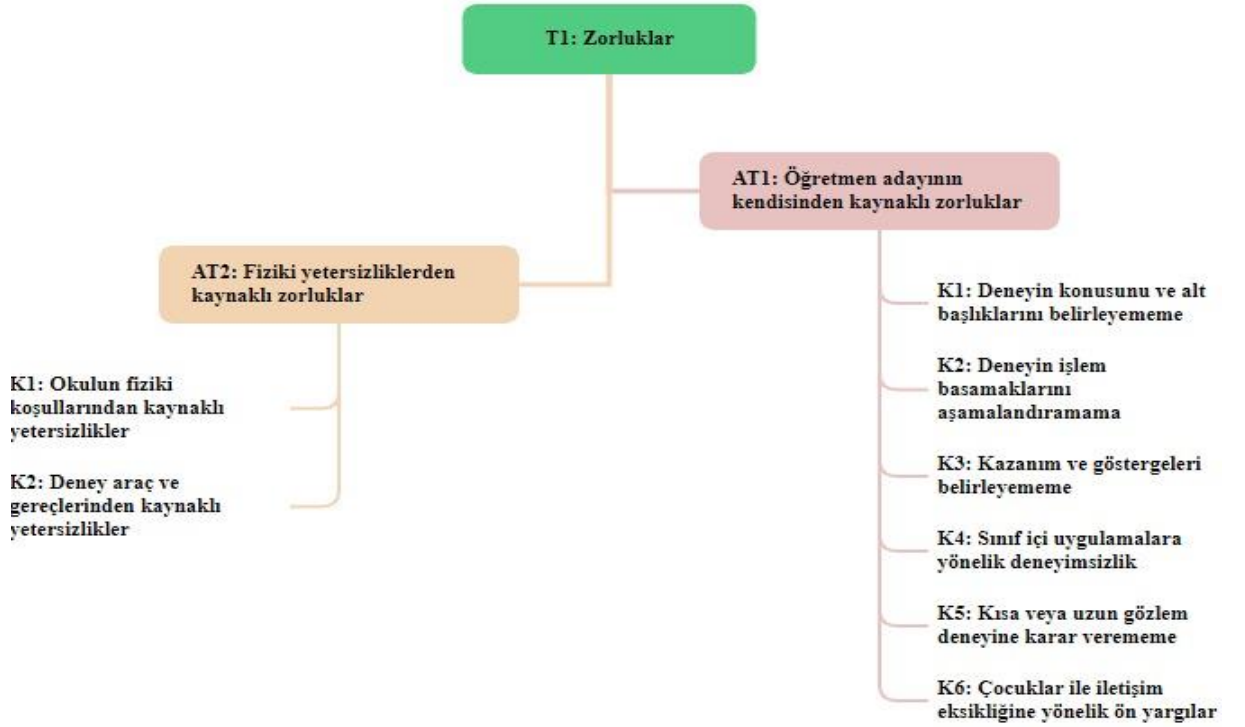 T1: Zorluklar
AT1: Öğretmen adayının
kendisinden kaynaklı zorluklar
K1: Deneyin konusunu ve alt
başlıklarını belirleyememe
K2: Deneyin işlem
basamaklarını
aşamalandıramama
K3: Kazanım ve göstergeleri
belirleyememe
K4: Sınıf içi uygulamalara
yönelik deneyimsizlik
K5: Kısa veya uzun gözlem
deneyine karar verememe
K6: Çocuklar ile iletişim
eksikliğine yönelik ön yargılar
AT2: Fiziki yetersizliklerden
kaynaklı zorluklar
K1: Okulun fiziki
koşullarından kaynaklı
yetersizlikler
K2: Deney araç ve
gereçlerinden kaynaklı
yetersizlikler